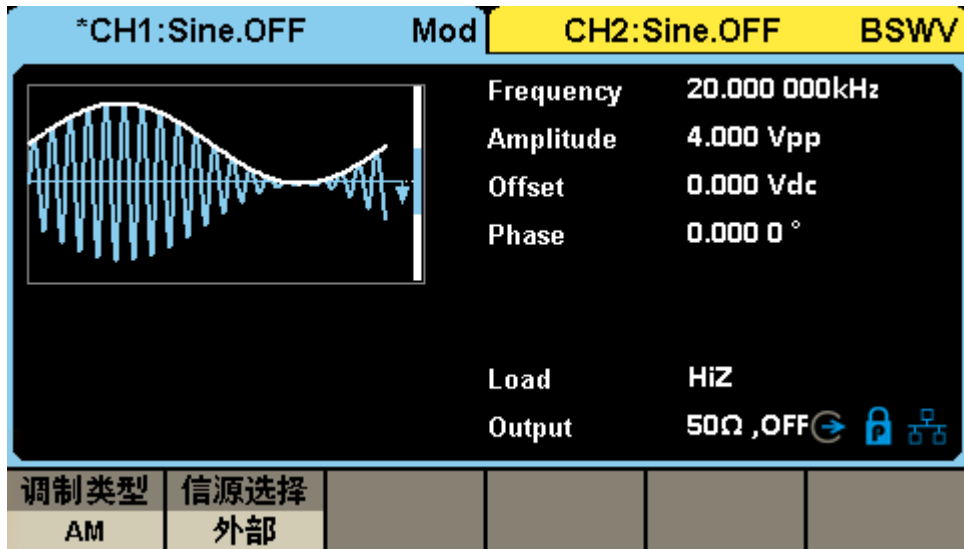 *CH1:Sine.OFF Mod CH2:Sine.OFF BSWV
Frequency 20.000 000kHz
Amplitude 4.000 Vpp
Offset 0.000 Vdc
Phase 0.000 0 °
Load HiZ
Output 50Ω ,OFF P
调制类型 信源选择
AM 外部